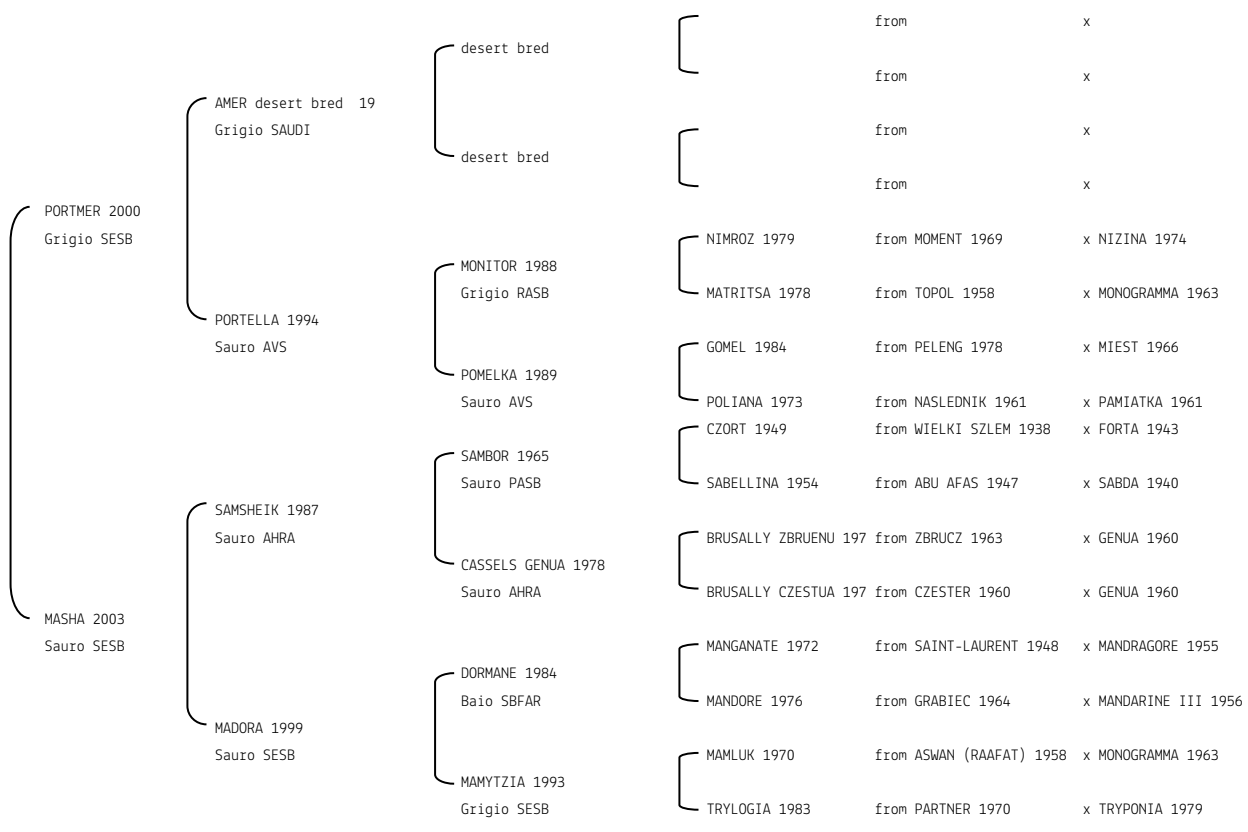 from x
desert bred
from x
AMER desert bred 19
Grigio SAUDI
from x
desert bred
from x
PORTMER 2000
Grigio SESB
NIMROZ 1979 from MOMENT 1969 x NIZINA 1974
MONITOR 1988
Grigio RASB
MATRITSA 1978 from TOPOL 1958 x MONOGRAMMA 1963
PORTELLA 1994
Sauro AVS
GOMEL 1984 from PELENG 1978 x MIEST 1966
POMELKA 1989
Sauro AVS
POLIANA 1973 from NASLEDNIK 1961 x PAMIATKA 1961
CZORT 1949 from WIELKI SZLEM 1938 x FORTA 1943
SAMBOR 1965
Sauro PASB
SABELLINA 1954 from ABU AFAS 1947 x SABDA 1940
SAMSHEIK 1987
Sauro AHRA
BRUSALLY ZBRUENU 197 from ZBRUCZ 1963 x GENUA 1960
CASSELS GENUA 1978
Sauro AHRA
BRUSALLY CZESTUA 197 from CZESTER 1960 x GENUA 1960
MASHA 2003
Sauro SESB
MANGANATE 1972 from SAINT-LAURENT 1948 x MANDRAGORE 1955
DORMANE 1984
Baio SBFAR
MANDORE 1976 from GRABIEC 1964 x MANDARINE III 1956
MADORA 1999
Sauro SESB
MAMLUK 1970 from ASWAN (RAAFAT) 1958 x MONOGRAMMA 1963
MAMYTZIA 1993
Grigio SESB
TRYLOGIA 1983 from PARTNER 1970 x TRYPONIA 1979